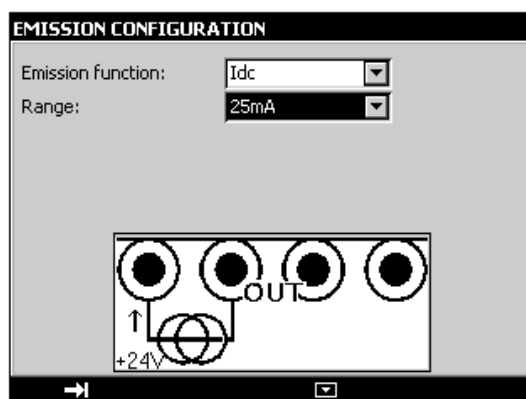 EMISSION CONFIGURATION
Emission function: Idc
Range: 25mA
OUT
+24V